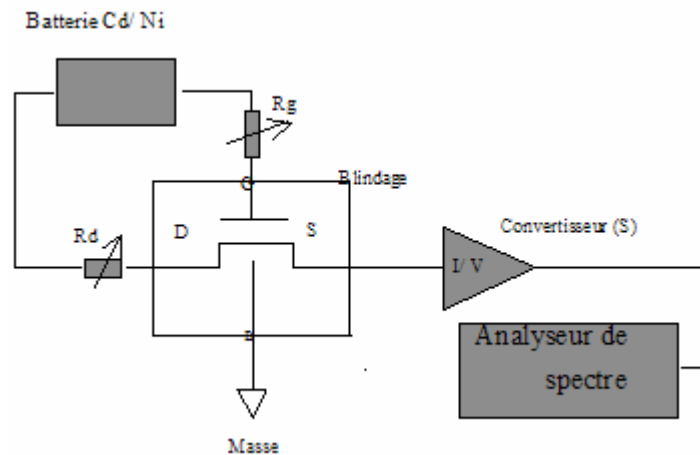 Batterie Cd/ Ni
Rg
G
Blindage
Rd
D
S
Convertisseur (S)
I/ V
Analyseur de
spectre
B
Masse